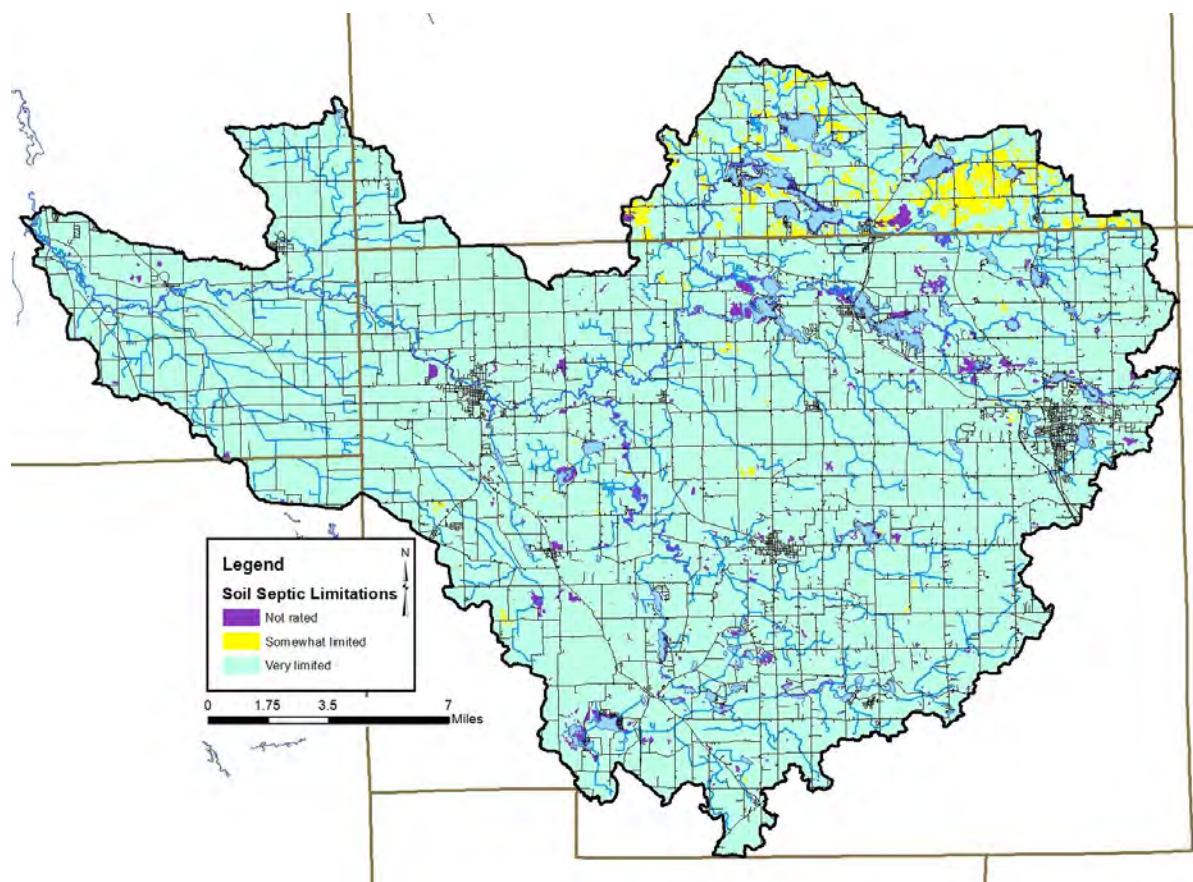 Legend
N
Soil Septic Limitations
Not rated
Somewhat limited
Very limited
0 1.75 3.5 7
Miles